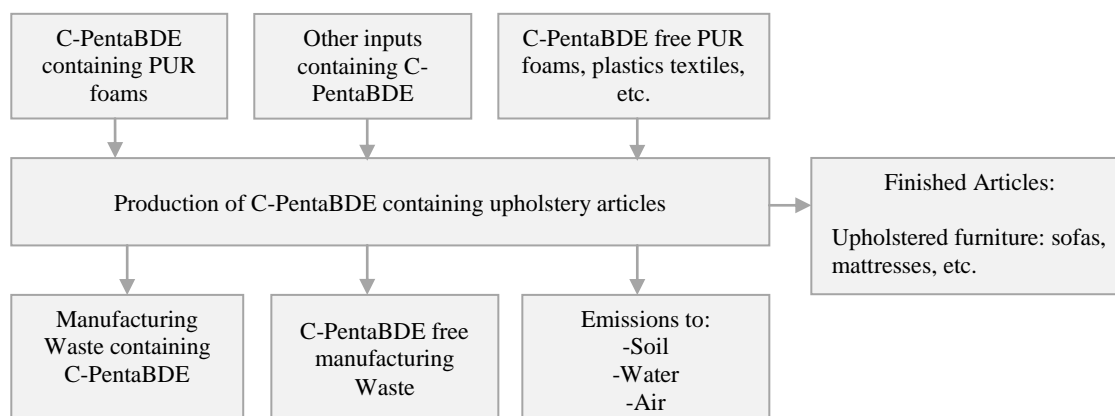 C-PentaBDE
containing PUR
foams
Other inputs
containing C-
PentaBDE
C-PentaBDE free PUR
foams, plastics textiles,
etc.
Production of C-PentaBDE containing upholstery articles
Finished Articles:
Upholstered furniture: sofas,
mattresses, etc.
Manufacturing
Waste containing
C-PentaBDE
C-PentaBDE free
manufacturing
Waste
Emissions to:
-Soil
-Water
-Air